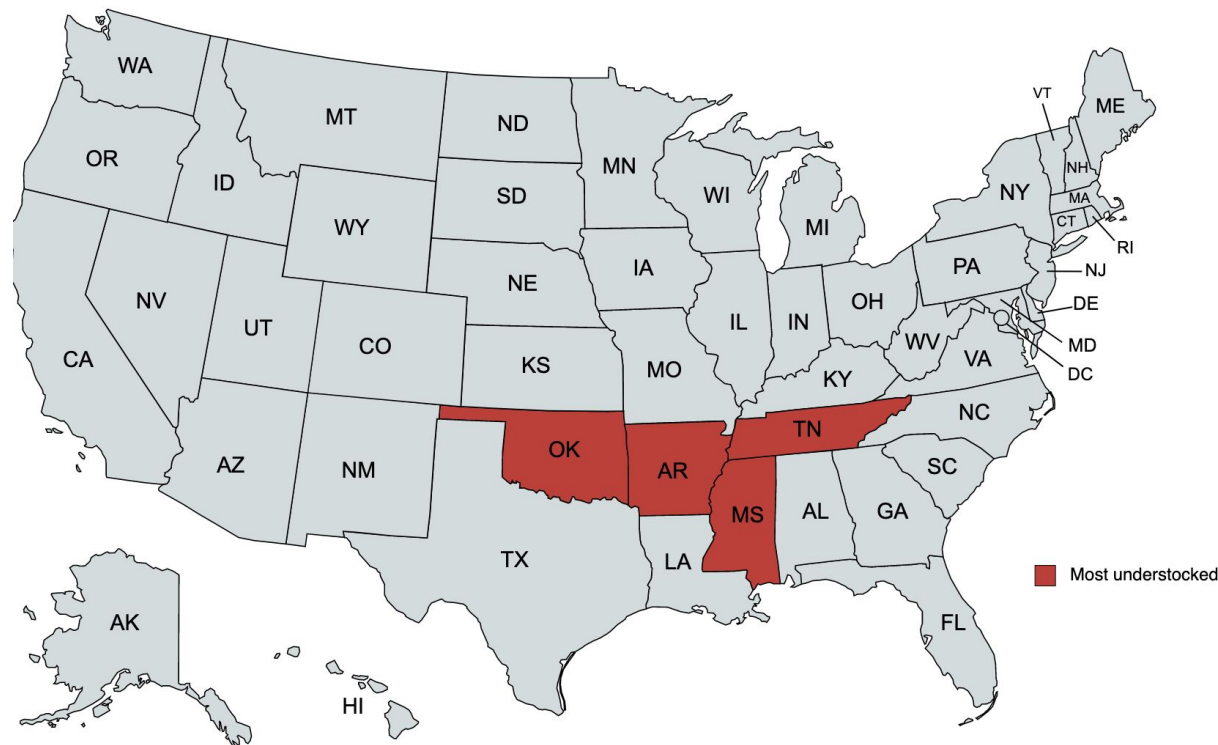 WA
MT
ND
MN
VT
ME
OR
ID
SD
WI
NH
NY
MA
WY
MI
CT
RI
IA
PA
NJ
NE
OH
NV
IL
IN
DE
UT
CO
WV
MD
CA
KS
MO
VA
KY
DC
NC
TN
OK
AZ
NM
AR
SC
MS
AL
GA
TX
LA
Most understocked
AK
FL
HI